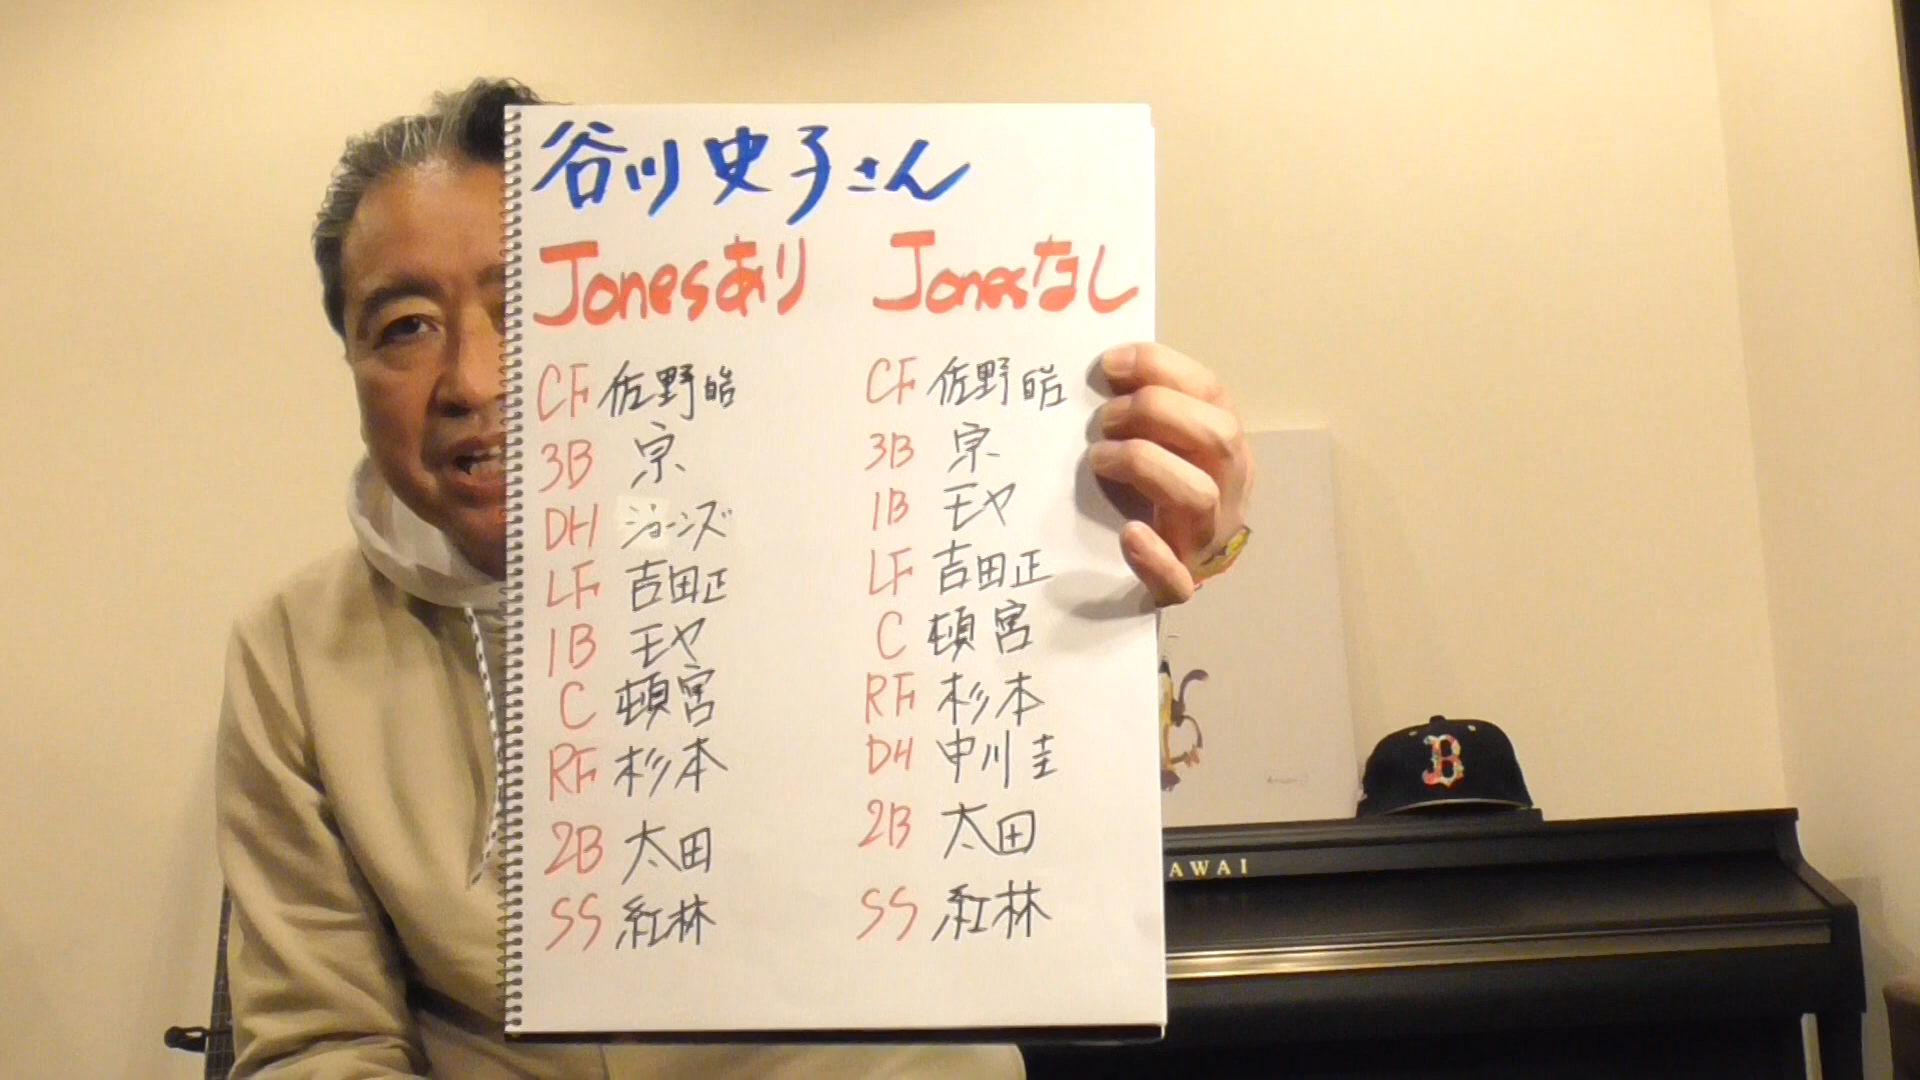 谷川史子さん
Jonesあり Jonesなし
CF 佐野皓 CF 佐野皓
3B 宗 3B 宗
DH ジョーンズ 1B モヤ
LF 吉田正 LF 吉田正
1B モヤ C 頓宮
C 頓宮 RF 杉本
RF 杉本 DH 中川圭
2B 太田 2B 太田
SS 紅林 SS 紅林
B
AWAI